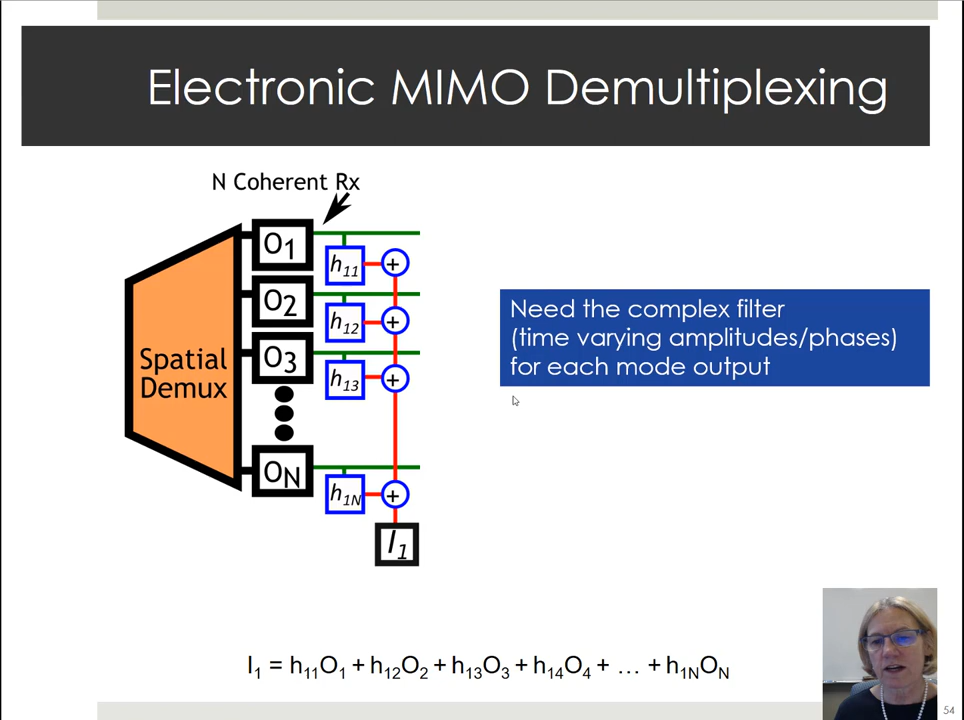 Electronic MIMO Demultiplexing
N Coherent Rx
O1
h11
+
O2
h12
+
O3
h13
+
Spatial
Demux
ON
h1N
+
I1
Need the complex filter
(time varying amplitudes/phases)
for each mode output
I1 = h11O1 + h12O2 + h13O3 + h14O4 + … + h1NON
54